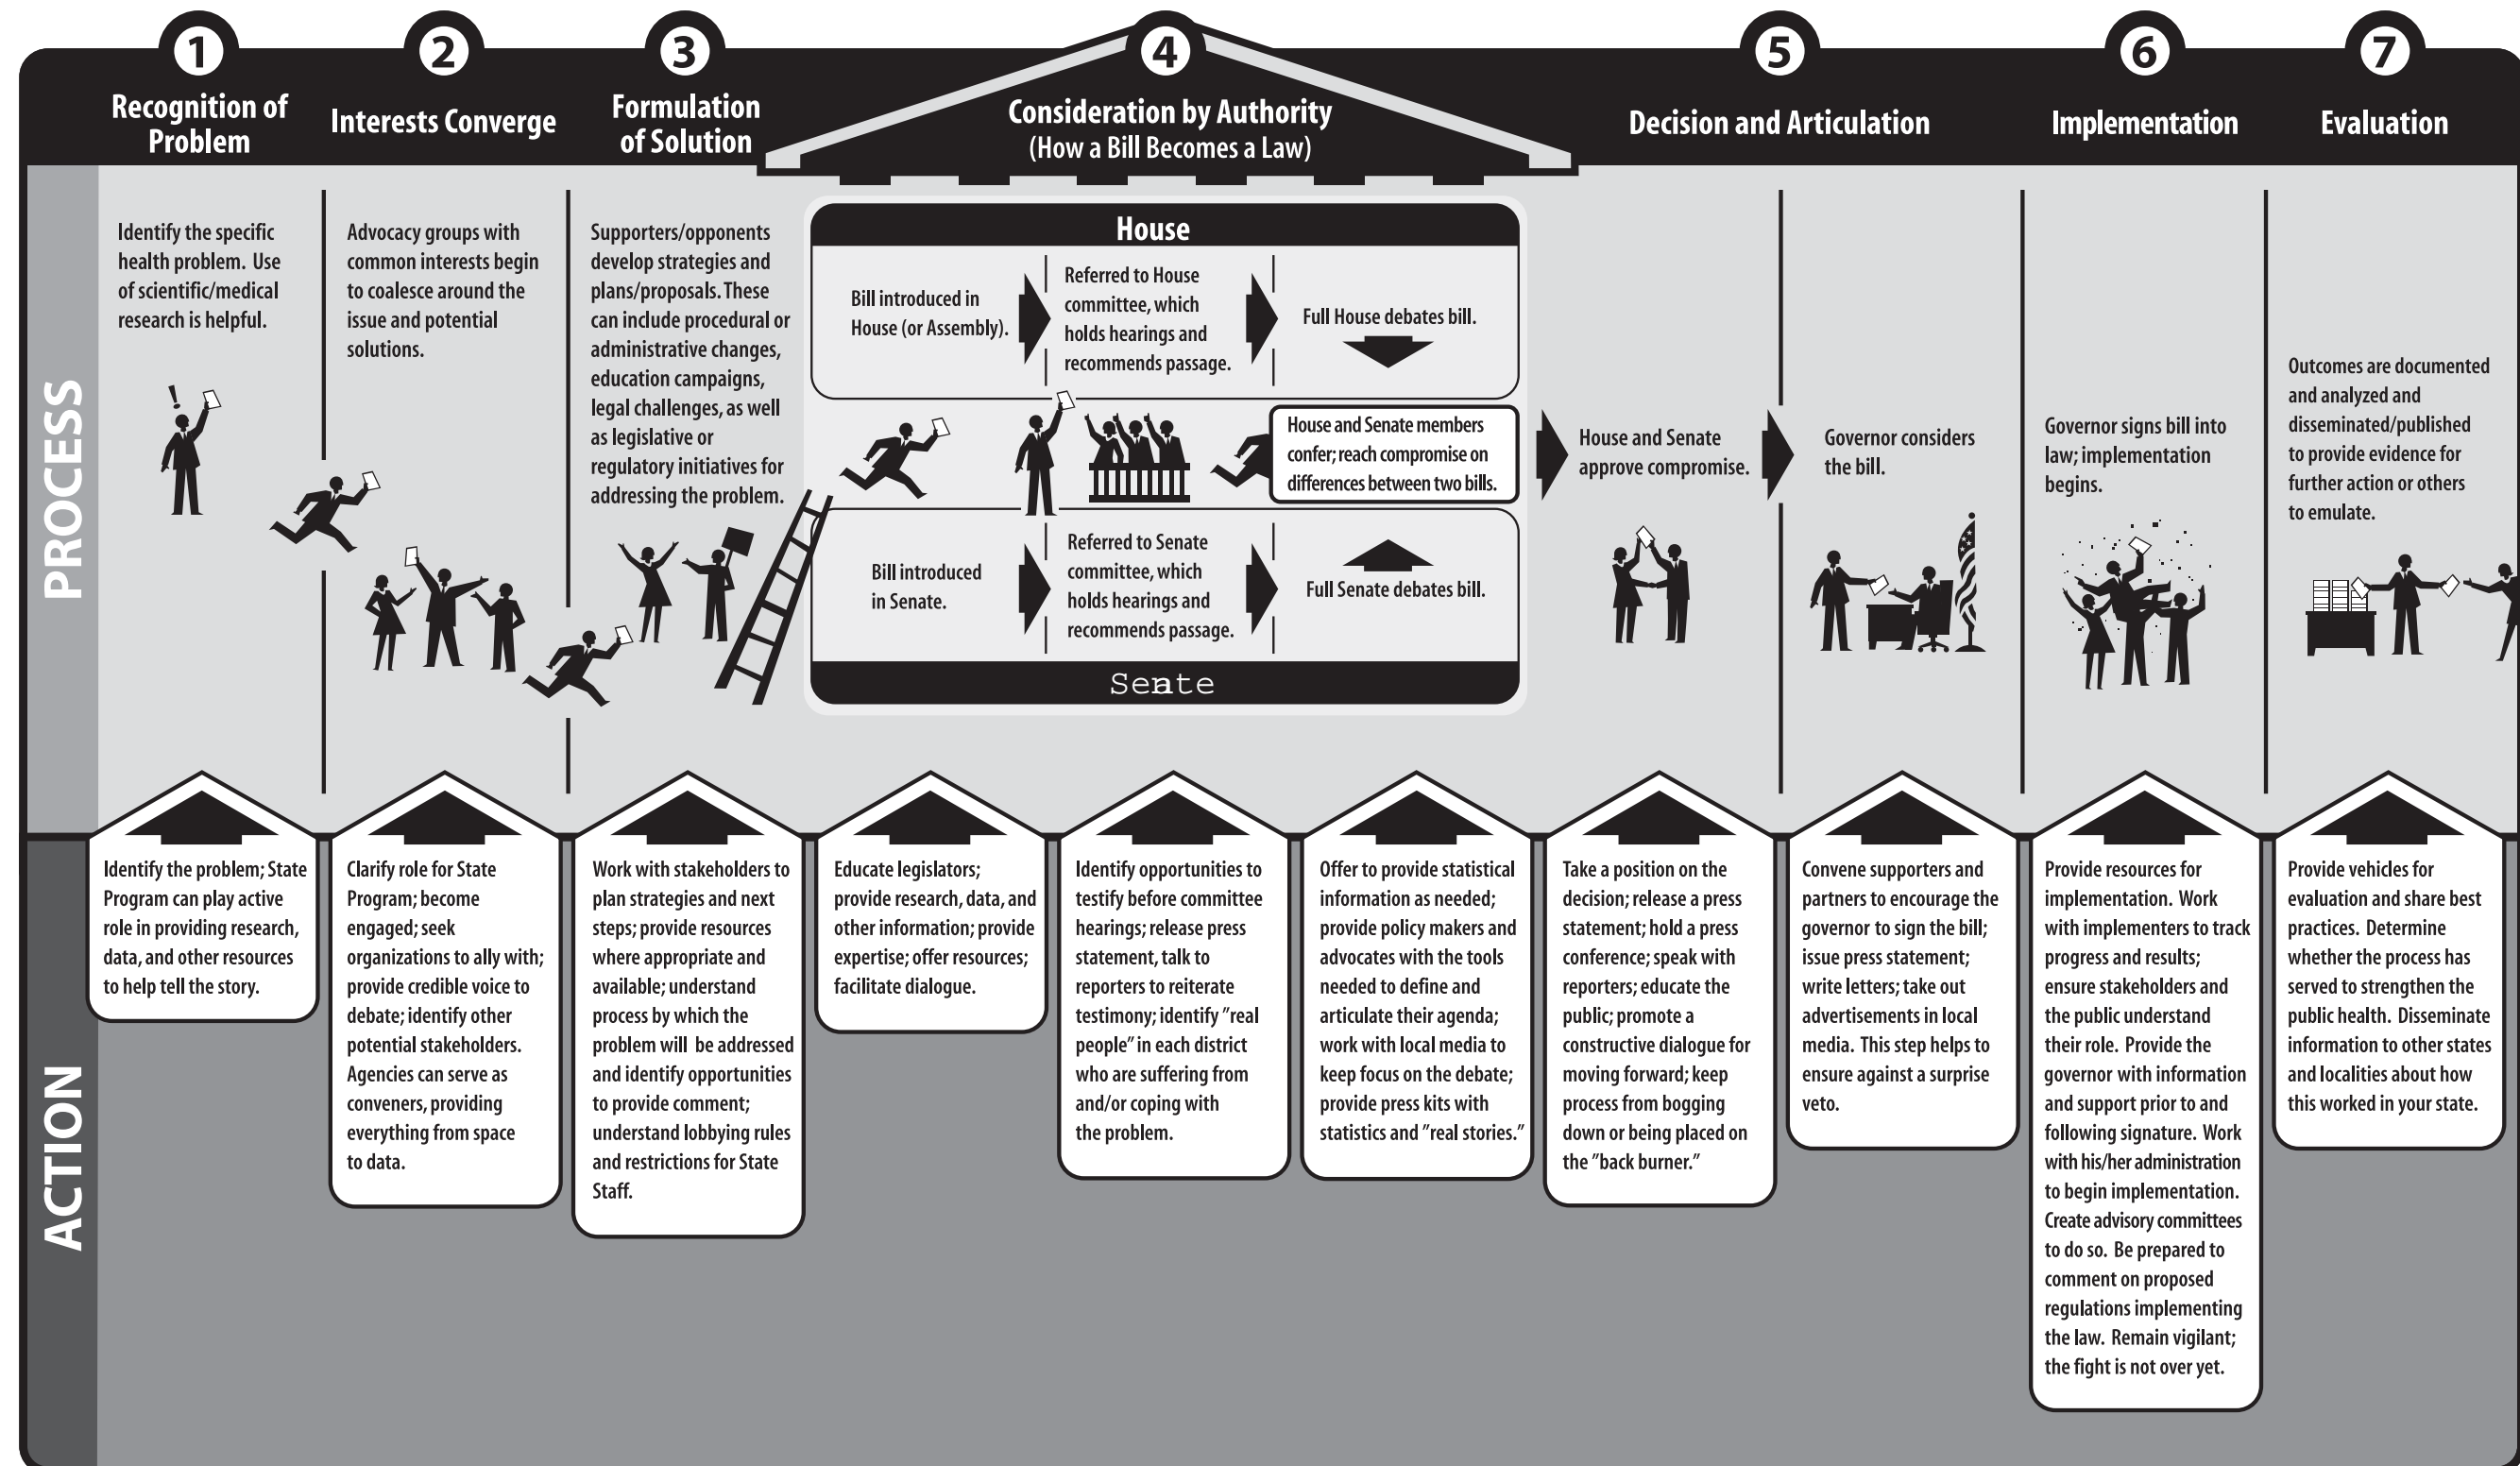 1
Recognition of
Problem
2
Interests Converge
3
Formulation
of Solution
4
Consideration by Authority
(How a Bill Becomes a Law)
5
Decision and Articulation
6
Implementation
7
Evaluation
PROCESS
Identify the specific
health problem. Use
of scientific/medical
research is helpful.
!
Advocacy groups with
common interests begin
to coalesce around the
issue and potential
solutions.
Supporters/opponents
develop strategies and
plans/proposals. These
can include procedural or
administrative changes,
education campaigns,
legal challenges, as well
as legislative or
regulatory initiatives for
addressing the problem.
House
Bill introduced in
House (or Assembly).
Referred to House
committee, which
holds hearings and
recommends passage.
Full House debates bill.
House and Senate members
confer; reach compromise on
differences between two bills.
Bill introduced
in Senate.
Referred to Senate
committee, which
holds hearings and
recommends passage.
Full Senate debates bill.
Senate
House and Senate
approve compromise.
Governor considers
the bill.
Governor signs bill into
law; implementation
begins.
Outcomes are documented
and analyzed and
disseminated/published
to provide evidence for
further action or others
to emulate.
ACTION
Identify the problem; State
Program can play active
role in providing research,
data, and other resources
to help tell the story.
Clarify role for State
Program; become
engaged; seek
organizations to ally with;
provide credible voice to
debate; identify other
potential stakeholders.
Agencies can serve as
conveners, providing
everything from space
to data.
Work with stakeholders to
plan strategies and next
steps; provide resources
where appropriate and
available; understand
process by which the
problem will be addressed
and identify opportunities
to provide comment;
understand lobbying rules
and restrictions for State
Staff.
Educate legislators;
provide research, data, and
other information; provide
expertise; offer resources;
facilitate dialogue.
Identify opportunities to
testify before committee
hearings; release press
statement, talk to
reporters to reiterate
testimony; identify "real
people" in each district
who are suffering from
and/or coping with
the problem.
Offer to provide statistical
information as needed;
provide policy makers and
advocates with the tools
needed to define and
articulate their agenda;
work with local media to
keep focus on the debate;
provide press kits with
statistics and "real stories."
Take a position on the
decision; release a press
statement; hold a press
conference; speak with
reporters; educate the
public; promote a
constructive dialogue for
moving forward; keep
process from bogging
down or being placed on
the "back burner."
Convene supporters and
partners to encourage the
governor to sign the bill;
issue press statement;
write letters; take out
advertisements in local
media. This step helps to
ensure against a surprise
veto.
Provide resources for
implementation. Work
with implementers to track
progress and results;
ensure stakeholders and
the public understand
their role. Provide the
governor with information
and support prior to and
following signature. Work
with his/her administration
to begin implementation.
Create advisory committees
to do so. Be prepared to
comment on proposed
regulations implementing
the law. Remain vigilant;
the fight is not over yet.
Provide vehicles for
evaluation and share best
practices. Determine
whether the process has
served to strengthen the
public health. Disseminate
information to other states
and localities about how
this worked in your state.